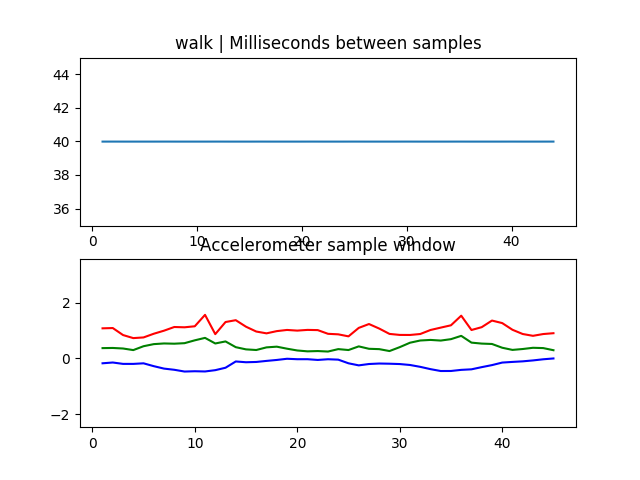 walk | Milliseconds between samples
44
42
40
38
36
0 10 20 30 40
Accelerometer sample window
2
0
−2
0 10 20 30 40